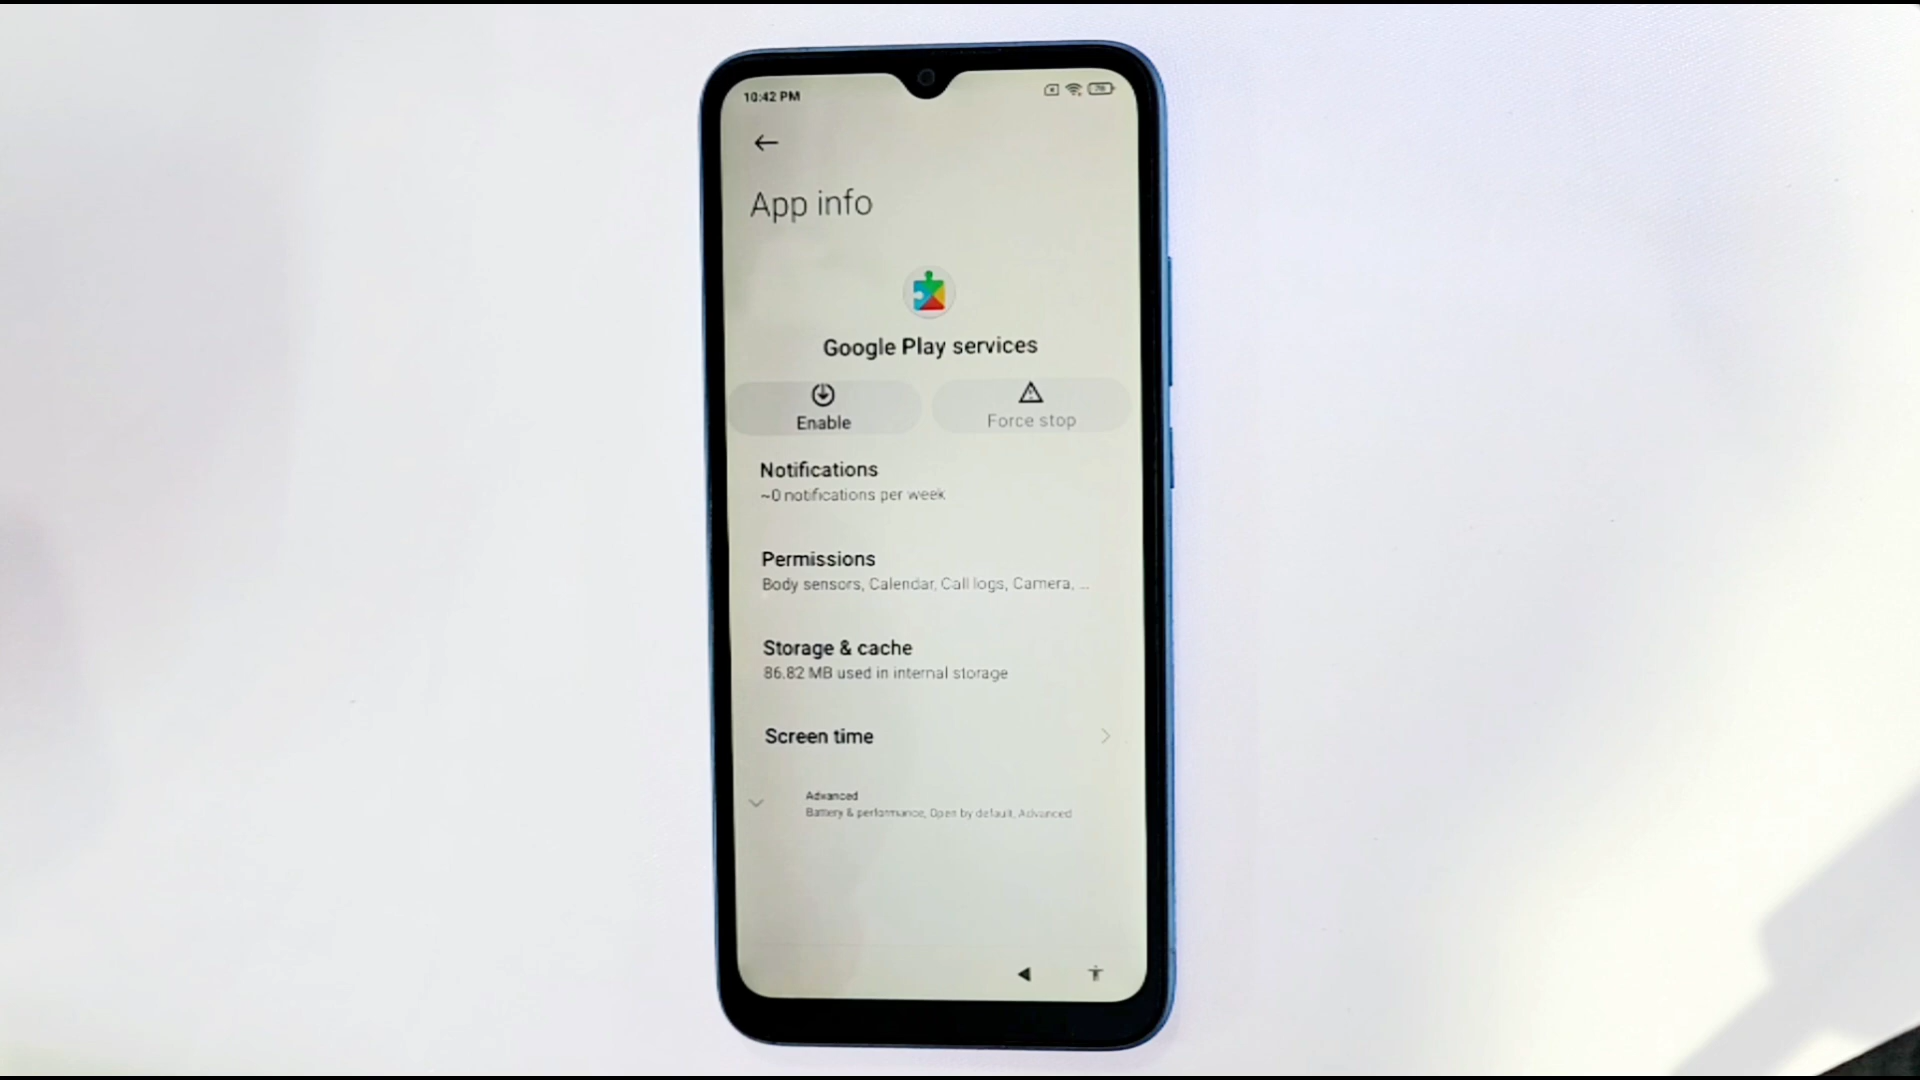 10:42 PM
78
App info
Google Play services
Enable
Force stop
Notifications
~0 notifications per week
Permissions
Body sensors, Calendar, Call logs, Camera, ...
Storage & cache
86.82 MB used in internal storage
Screen time
Advanced
Battery & performance, Open by default, Advanced